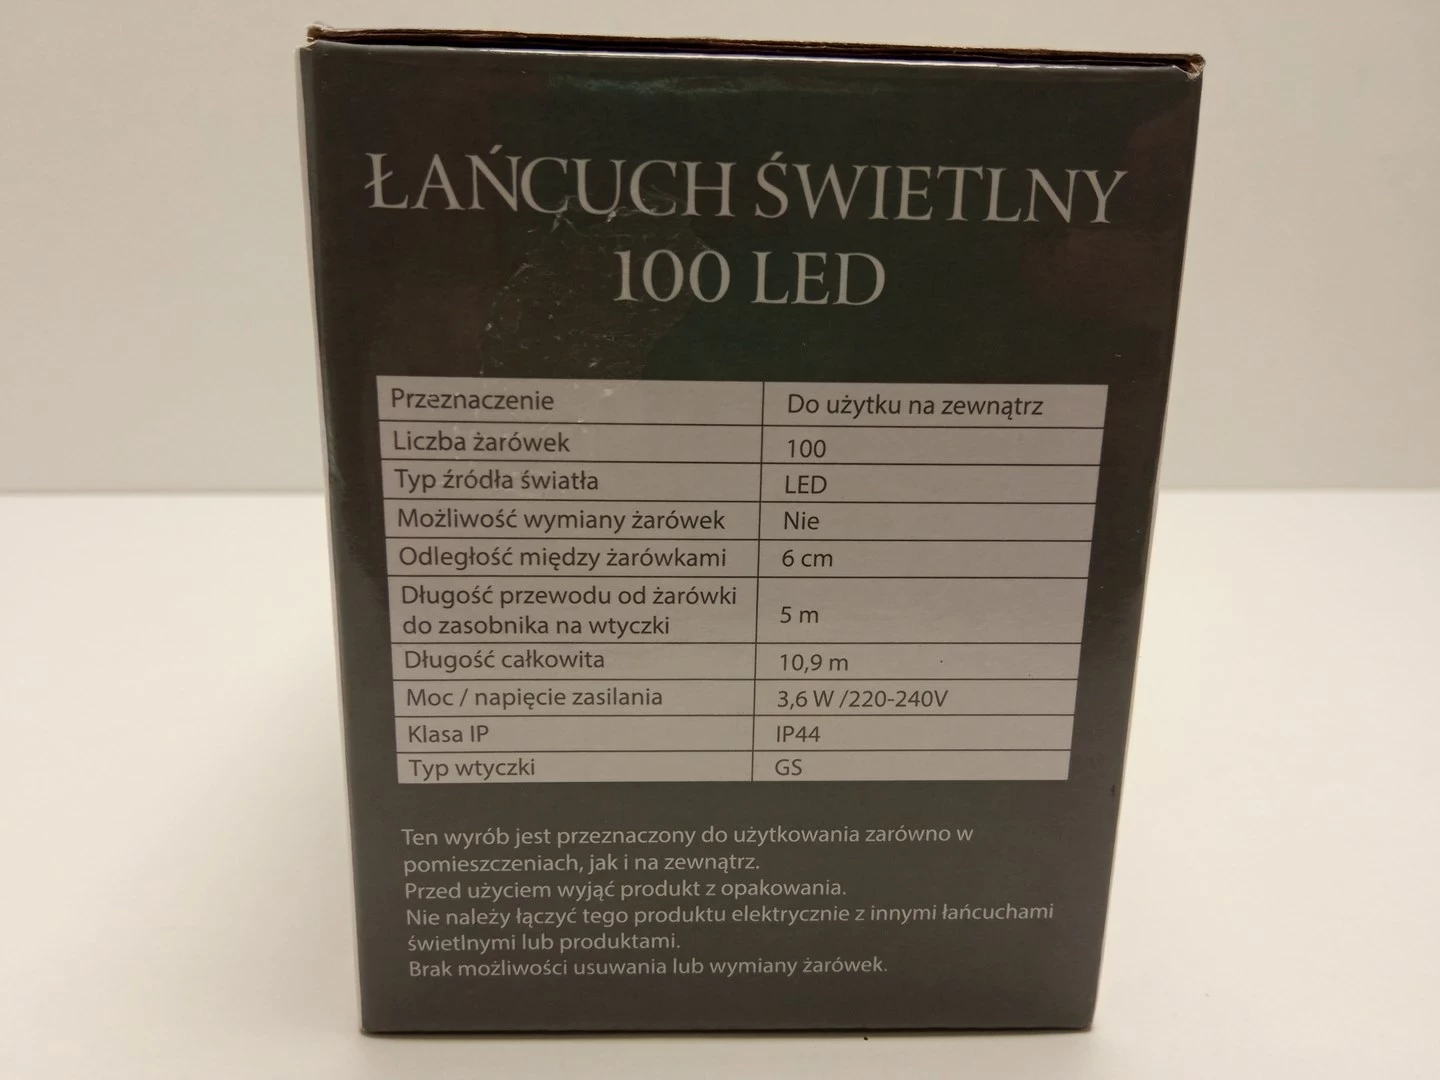 ŁAŃCUCH ŚWIETLNY
100 LED
Przeznaczenie Do użytku na zewnątrz
Liczba żarówek 100
Typ źródła światła LED
Możliwość wymiany żarówek Nie
Odległość między żarówkami 6 cm
Długość przewodu od żarówki
do zasobnika na wtyczki 5 m
Długość całkowita 10,9 m
Moc / napięcie zasilania 3,6 W /220-240V
Klasa IP IP44
Typ wtyczki GS
Ten wyrób jest przeznaczony do użytkowania zarówno w
pomieszczeniach, jak i na zewnątrz.
Przed użyciem wyjąć produkt z opakowania.
Nie należy łączyć tego produktu elektrycznie z innymi łańcuchami
świetlnymi lub produktami.
Brak możliwości usuwania lub wymiany żarówek.